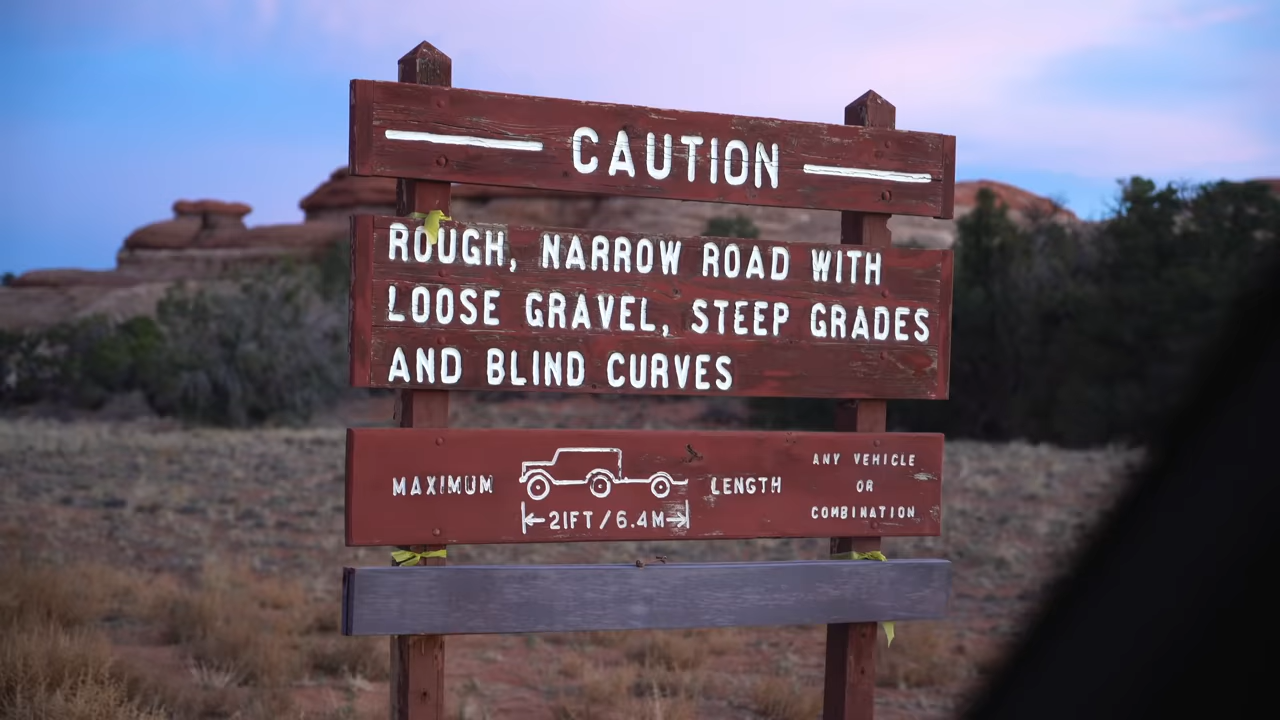 CAUTION
ROUGH, NARROW ROAD WITH
LOOSE GRAVEL, STEEP GRADES
AND BLIND CURVES
MAXIMUM
21FT/6.4M
LENGTH
ANY VEHICLE
OR
COMBINATION